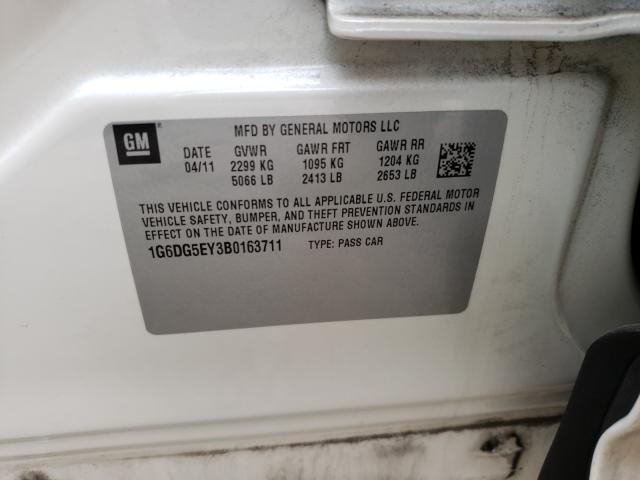 GM
MFD BY GENERAL MOTORS LLC
DATE GVWR GAWR FRT GAWR RR
04/11 2299 KG 1095 KG 1204 KG
5066 LB 2413 LB 2653 LB
THIS VEHICLE CONFORMS TO ALL APPLICABLE U.S. FEDERAL MOTOR
VEHICLE SAFETY, BUMPER, AND THEFT PREVENTION STANDARDS IN
EFFECT ON THE DATE OF MANUFACTURE SHOWN ABOVE.
1G6DG5EY3B0163711 TYPE: PASS CAR